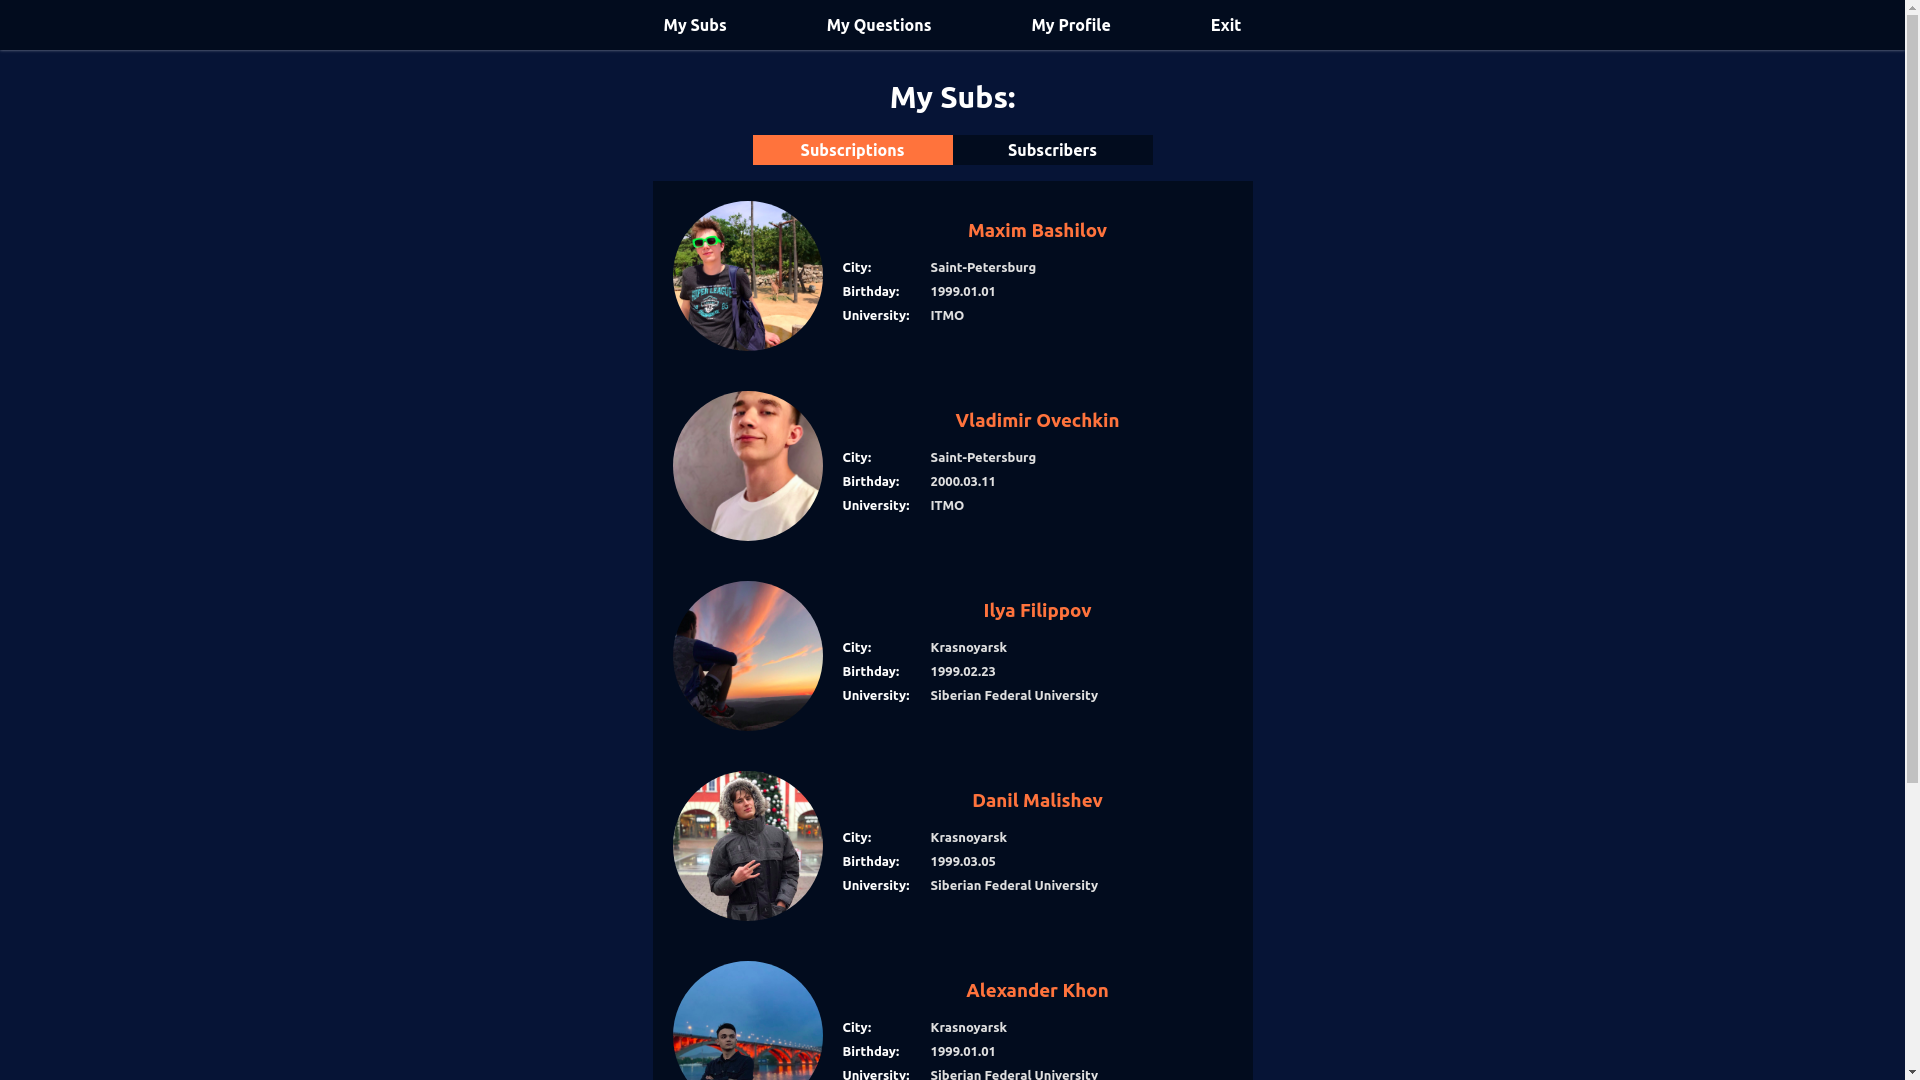 My Subs
My Questions
My Profile
Exit
My Subs:
Subscriptions
Subscribers
Maxim Bashilov
City: Saint-Petersburg
Birthday: 1999.01.01
University: ITMO
Vladimir Ovechkin
City: Saint-Petersburg
Birthday: 2000.03.11
University: ITMO
Ilya Filippov
City: Krasnoyarsk
Birthday: 1999.02.23
University: Siberian Federal University
Danil Malishev
City: Krasnoyarsk
Birthday: 1999.03.05
University: Siberian Federal University
Alexander Khon
City: Krasnoyarsk
Birthday: 1999.01.01
University: Siberian Federal University